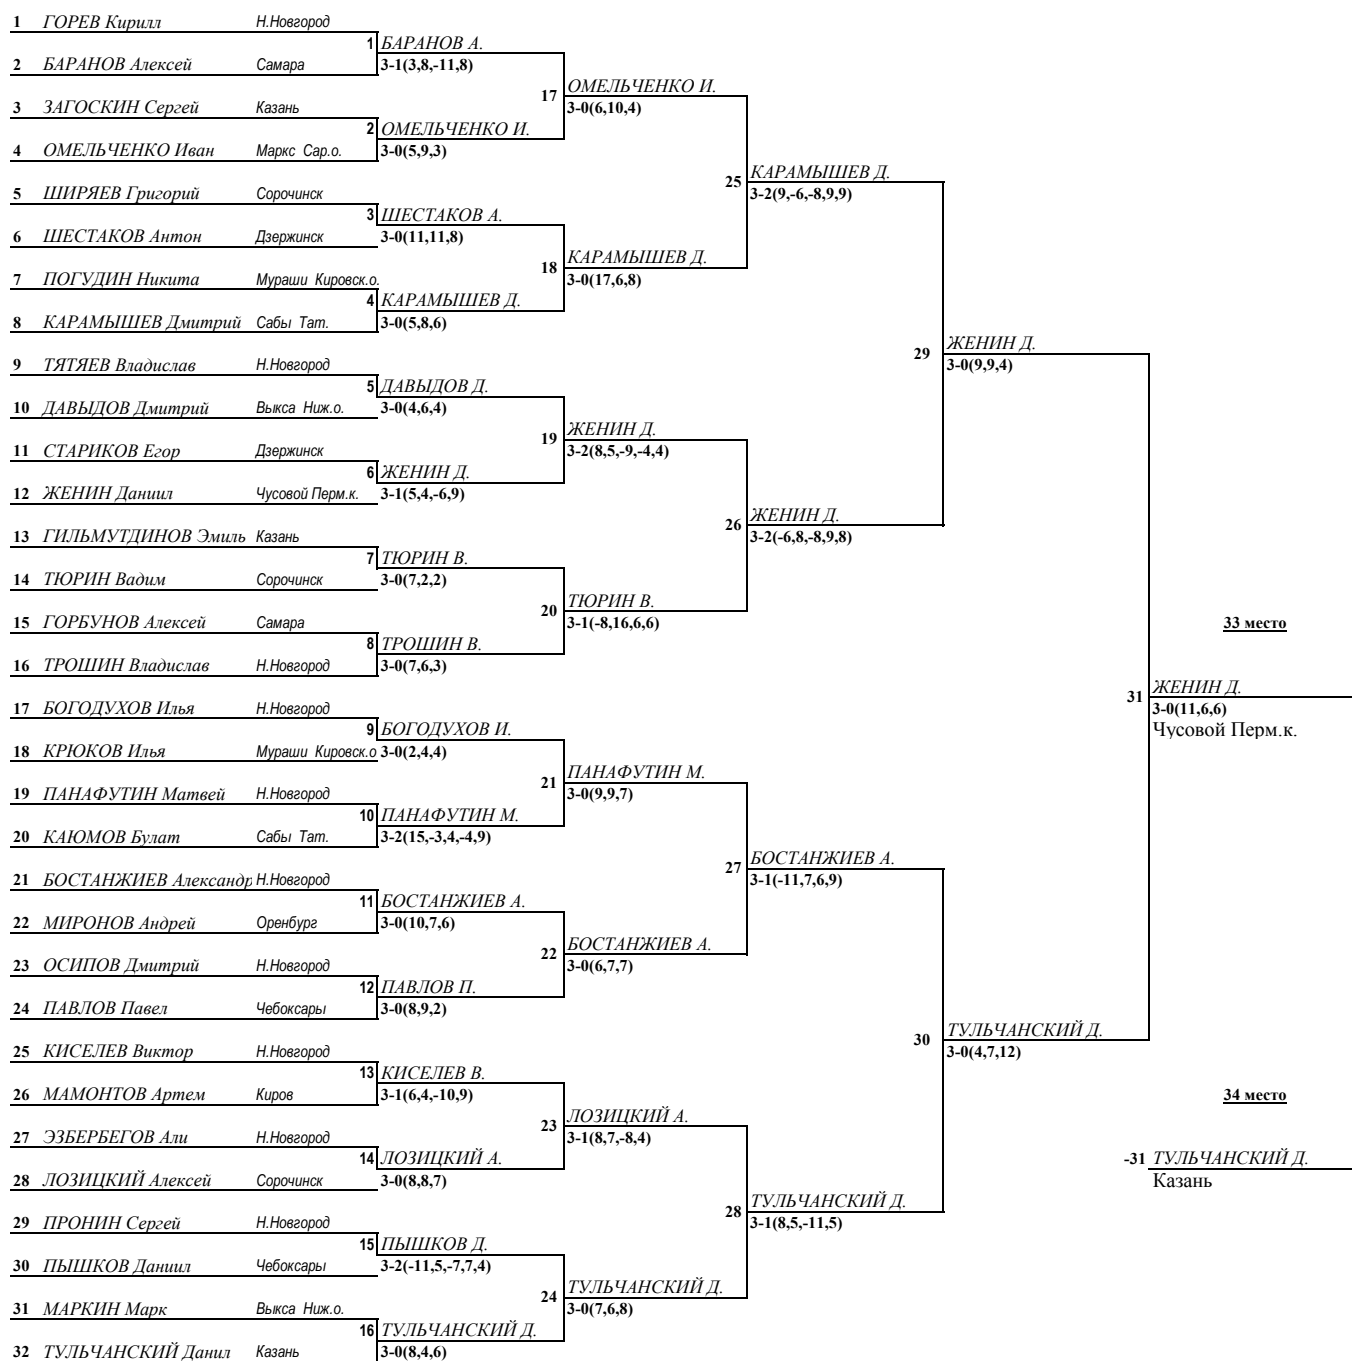 1 ГОРЕВ Кирилл Н.Новгород
1 БАРАНОВ А.
2 БАРАНОВ Алексей Самара 3-1(3,8,-11,8)
17 ОМЕЛЬЧЕНКО И.
3 ЗАГОСКИН Сергей Казань 3-0(6,10,4)
2 ОМЕЛЬЧЕНКО И.
4 ОМЕЛЬЧЕНКО Иван Маркс Сар.о. 3-0(5,9,3)
25 КАРАМЫШЕВ Д.
5 ШИРЯЕВ Григорий Сорочинск 3-2(9,-6,-8,9,9)
3 ШЕСТАКОВ А.
6 ШЕСТАКОВ Антон Дзержинск 3-0(11,11,8)
18 КАРАМЫШЕВ Д.
7 ПОГУДИН Никита Мураши Кировск.о. 3-0(17,6,8)
4 КАРАМЫШЕВ Д.
8 КАРАМЫШЕВ Дмитрий Сабы Тат. 3-0(5,8,6)
29 ЖЕНИН Д.
9 ТЯТЯЕВ Владислав Н.Новгород 3-0(9,9,4)
5 ДАВЫДОВ Д.
10 ДАВЫДОВ Дмитрий Выкса Ниж.о. 3-0(4,6,4)
19 ЖЕНИН Д.
11 СТАРИКОВ Егор Дзержинск 3-2(8,5,-9,-4,4)
6 ЖЕНИН Д.
12 ЖЕНИН Даниил Чусовой Перм.к. 3-1(5,4,-6,9)
26 ЖЕНИН Д.
13 ГИЛЬМУТДИНОВ Эмиль Казань 3-2(-6,8,-8,9,8)
7 ТЮРИН В.
14 ТЮРИН Вадим Сорочинск 3-0(7,2,2)
20 ТЮРИН В.
15 ГОРБУНОВ Алексей Самара 3-1(-8,16,6,6) 33 место
8 ТРОШИН В.
16 ТРОШИН Владислав Н.Новгород 3-0(7,6,3)
31 ЖЕНИН Д.
17 БОГОДУХОВ Илья Н.Новгород 3-0(11,6,6)
9 БОГОДУХОВ И. Чусовой Перм.к.
18 КРЮКОВ Илья Мураши Кировск.о 3-0(2,4,4)
21 ПАНАФУТИН М.
19 ПАНАФУТИН Матвей Н.Новгород 3-0(9,9,7)
10 ПАНАФУТИН М.
20 КАЮМОВ Булат Сабы Тат. 3-2(15,-3,4,-4,9)
27 БОСТАНЖИЕВ А.
21 БОСТАНЖИЕВ Александр Н.Новгород 3-1(-11,7,6,9)
11 БОСТАНЖИЕВ А.
22 МИРОНОВ Андрей Оренбург 3-0(10,7,6)
22 БОСТАНЖИЕВ А.
23 ОСИПОВ Дмитрий Н.Новгород 3-0(6,7,7)
12 ПАВЛОВ П.
24 ПАВЛОВ Павел Чебоксары 3-0(8,9,2)
30 ТУЛЬЧАНСКИЙ Д.
25 КИСЕЛЕВ Виктор Н.Новгород 3-0(4,7,12)
13 КИСЕЛЕВ В.
26 МАМОНТОВ Артем Киров 3-1(6,4,-10,9) 34 место
23 ЛОЗИЦКИЙ А.
27 ЭЗБЕРБЕГОВ Али Н.Новгород 3-1(8,7,-8,4)
14 ЛОЗИЦКИЙ А. -31 ТУЛЬЧАНСКИЙ Д.
28 ЛОЗИЦКИЙ Алексей Сорочинск 3-0(8,8,7) Казань
28 ТУЛЬЧАНСКИЙ Д.
29 ПРОНИН Сергей Н.Новгород 3-1(8,5,-11,5)
15 ПЫШКОВ Д.
30 ПЫШКОВ Даниил Чебоксары 3-2(-11,5,-7,7,4)
24 ТУЛЬЧАНСКИЙ Д.
31 МАРКИН Марк Выкса Ниж.о. 3-0(7,6,8)
16 ТУЛЬЧАНСКИЙ Д.
32 ТУЛЬЧАНСКИЙ Данил Казань 3-0(8,4,6)